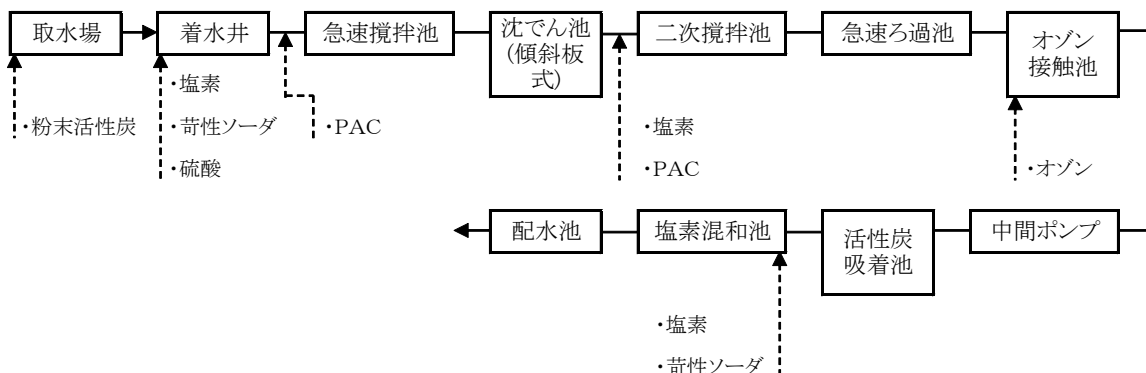 取水場
着水井
急速撹拌池
沈でん池
(傾斜板
式)
二次撹拌池
急速ろ過池
オゾン
接触池
・粉末活性炭
・塩素
・苛性ソーダ
・硫酸
・PAC
・塩素
・PAC
・オゾン
配水池
塩素混和池
活性炭
吸着池
中間ポンプ
・塩素
・苛性ソーダ